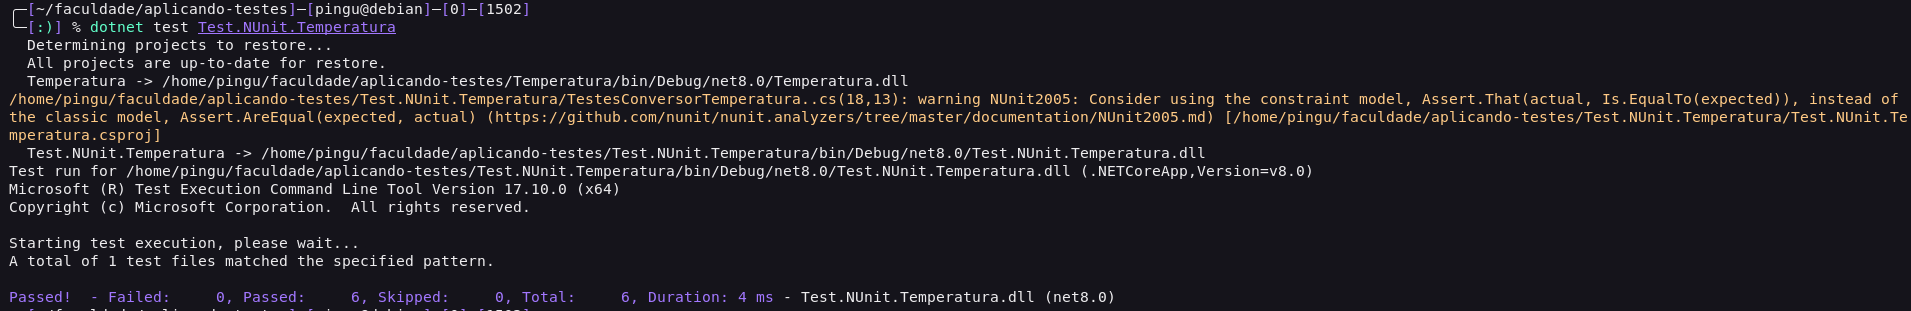 ┌─[~/faculdade/aplicando-testes]─[pingu@debian]─[0]─[1502]
└─[:)] % dotnet test Test.NUnit.Temperatura
  Determining projects to restore...
  All projects are up-to-date for restore.
  Temperatura -> /home/pingu/faculdade/aplicando-testes/Temperatura/bin/Debug/net8.0/Temperatura.dll
/home/pingu/faculdade/aplicando-testes/Test.NUnit.Temperatura/TestesConversorTemperatura..cs(18,13): warning NUnit2005: Consider using the constraint model, Assert.That(actual, Is.EqualTo(expected)), instead of
the classic model, Assert.AreEqual(expected, actual) (https://github.com/nunit/nunit.analyzers/tree/master/documentation/NUnit2005.md) [/home/pingu/faculdade/aplicando-testes/Test.NUnit.Temperatura/Test.NUnit.Te
mperatura.csproj]
  Test.NUnit.Temperatura -> /home/pingu/faculdade/aplicando-testes/Test.NUnit.Temperatura/bin/Debug/net8.0/Test.NUnit.Temperatura.dll
Test run for /home/pingu/faculdade/aplicando-testes/Test.NUnit.Temperatura/bin/Debug/net8.0/Test.NUnit.Temperatura.dll (.NETCoreApp,Version=v8.0)
Microsoft (R) Test Execution Command Line Tool Version 17.10.0 (x64)
Copyright (c) Microsoft Corporation.  All rights reserved.

Starting test execution, please wait...
A total of 1 test files matched the specified pattern.

Passed!  - Failed:     0, Passed:     6, Skipped:     0, Total:     6, Duration: 4 ms - Test.NUnit.Temperatura.dll (net8.0)